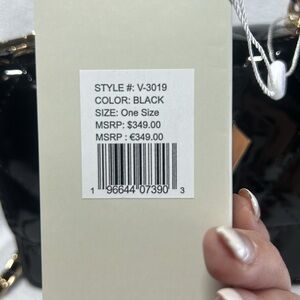 STYLE #: V-3019
COLOR: BLACK
SIZE: One Size
MSRP: $349.00
MSRP : €349.00
1 96644 07390 3